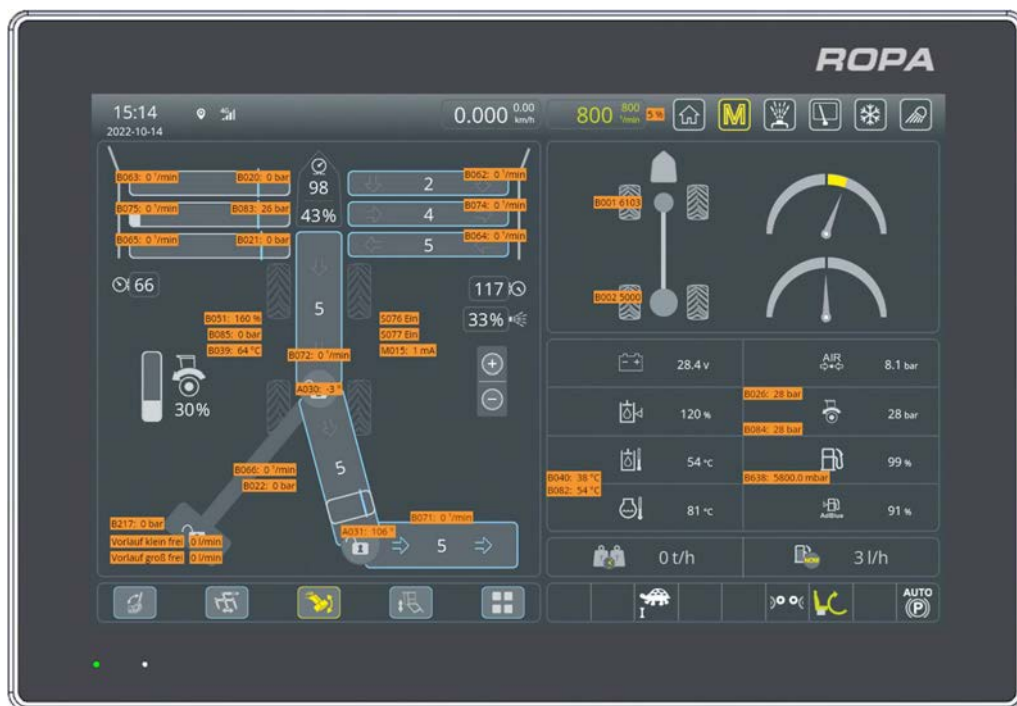 ROPA
15:14
4G
2022-10-14
0.000 0.00 km/h
800 800 ¹/min 5 %
M
B063: 0 ¹/min
B020: 0 bar
98
2
B062: 0 ¹/min
B075: 0 ¹/min
B083: 26 bar
43%
4
B074: 0 ¹/min
B065: 0 ¹/min
B021: 0 bar
5
B064: 0 ¹/min
66
117
5
B051: 160 %
S076 Ein
33%
B085: 0 bar
S077 Ein
B039: 64 °C
B072: 0 ¹/min
M015: 1 mA
A030: -3 °
30%
5
B066: 0 ¹/min
B022: 0 bar
B217: 0 bar
B071: 0 ¹/min
Vorlauf klein frei 0 l/min
A031: 106 °
5
Vorlauf groß frei 0 l/min
B001 6103
B002 5000
28.4 v
AIR
8.1 bar
120 %
B026: 28 bar
28 bar
B084: 28 bar
54 °C
99 %
B040: 38 °C
B638: 5800.0 mbar
B082: 54 °C
81 °C
AdBlue
91 %
0 t/h
NOW
3 l/h
I
AUTO
P